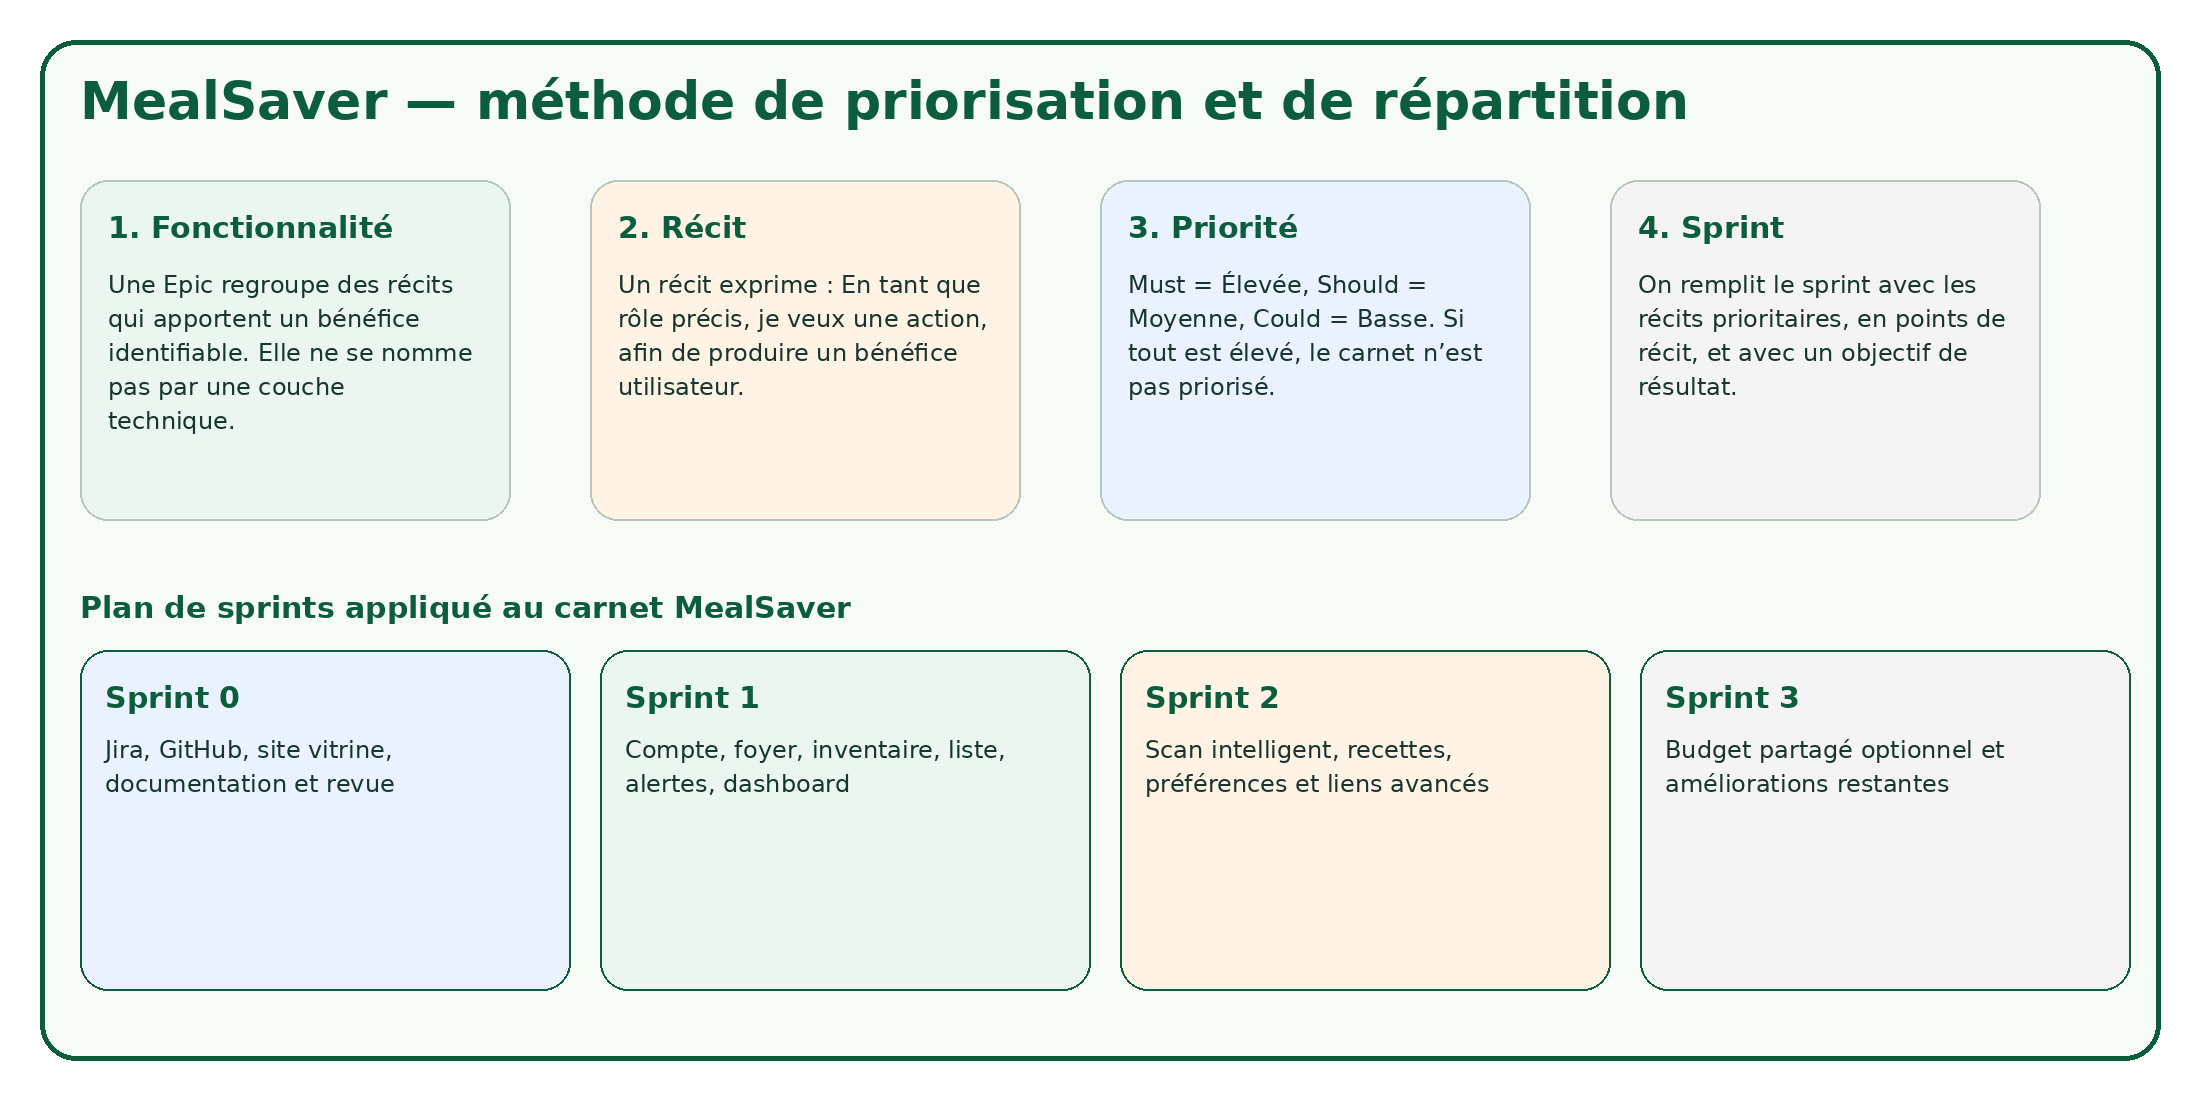 MealSaver — méthode de priorisation et de répartition
1. Fonctionnalité
Une Epic regroupe des récits
qui apportent un bénéfice
identifiable. Elle ne se nomme
pas par une couche
technique.
2. Récit
Un récit exprime : En tant que
rôle précis, je veux une action,
afin de produire un bénéfice
utilisateur.
3. Priorité
Must = Élevée, Should =
Moyenne, Could = Basse. Si
tout est élevé, le carnet n’est
pas priorisé.
4. Sprint
On remplit le sprint avec les
récits prioritaires, en points de
récit, et avec un objectif de
résultat.
Plan de sprints appliqué au carnet MealSaver
Sprint 0
Jira, GitHub, site vitrine,
documentation et revue
Sprint 1
Compte, foyer, inventaire, liste,
alertes, dashboard
Sprint 2
Scan intelligent, recettes,
préférences et liens avancés
Sprint 3
Budget partagé optionnel et
améliorations restantes